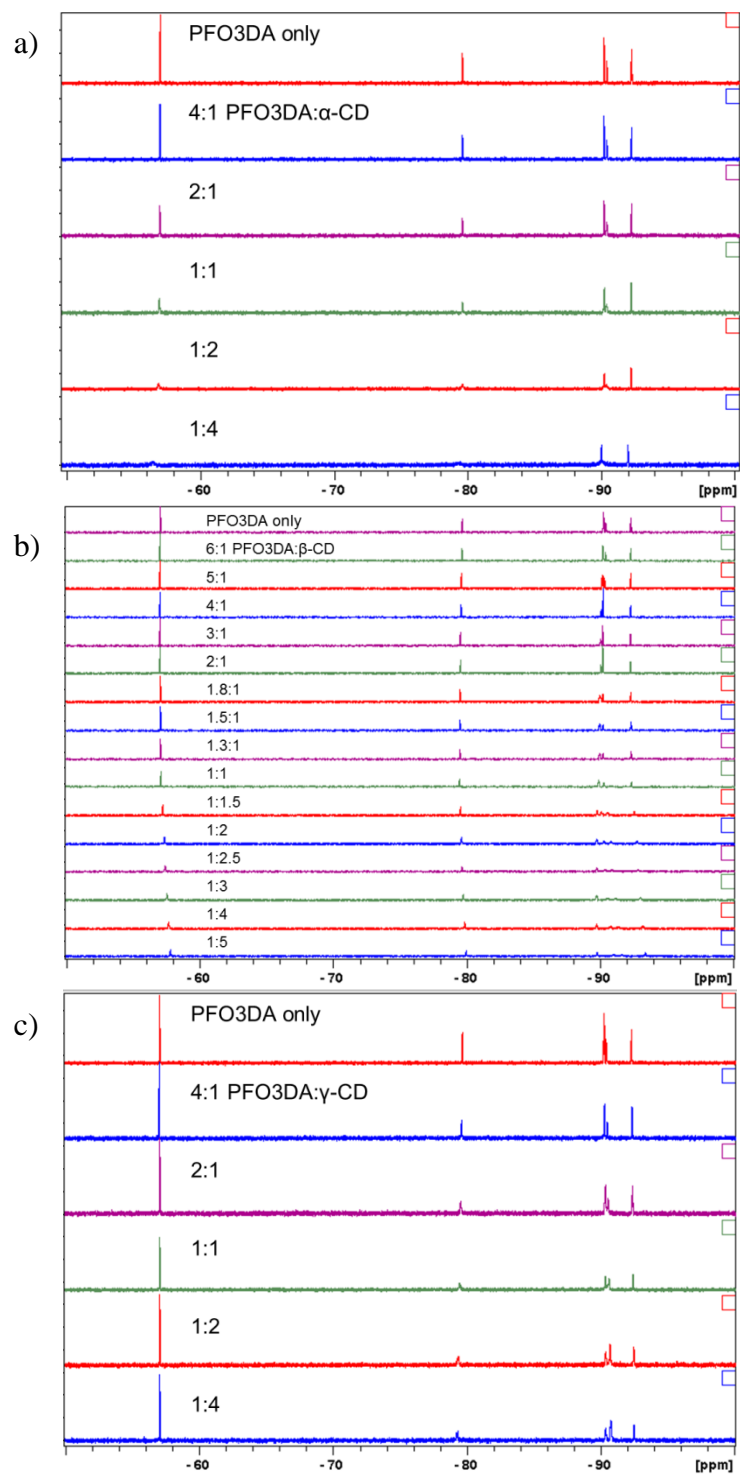 a)
PFO3DA only
4:1 PFO3DA:α-CD
2:1
1:1
1:2
1:4
-60 -70 -80 -90 [ppm]
b)
PFO3DA only
6:1 PFO3DA:β-CD
5:1
4:1
3:1
2:1
1.8:1
1.5:1
1.3:1
1:1
1:1.5
1:2
1:2.5
1:3
1:4
1:5
-60 -70 -80 -90 [ppm]
c)
PFO3DA only
4:1 PFO3DA:γ-CD
2:1
1:1
1:2
1:4
-60 -70 -80 -90 [ppm]